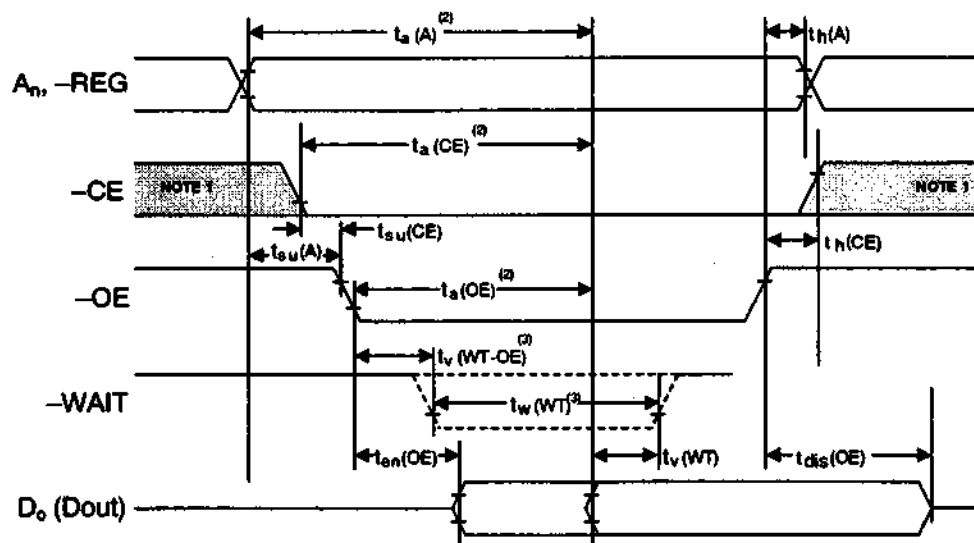 ta(A)(2)
th(A)
An, –REG
ta(CE)(2)
–CE
NOTE 1
NOTE 1
tsu(CE)
tsu(A)
th(CE)
–OE
ta(OE)(2)
tv(WT-OE)(3)
–WAIT
tw(WT)(3)
ten(OE)
tv(WT)
tdis(OE)
Do (Dout)